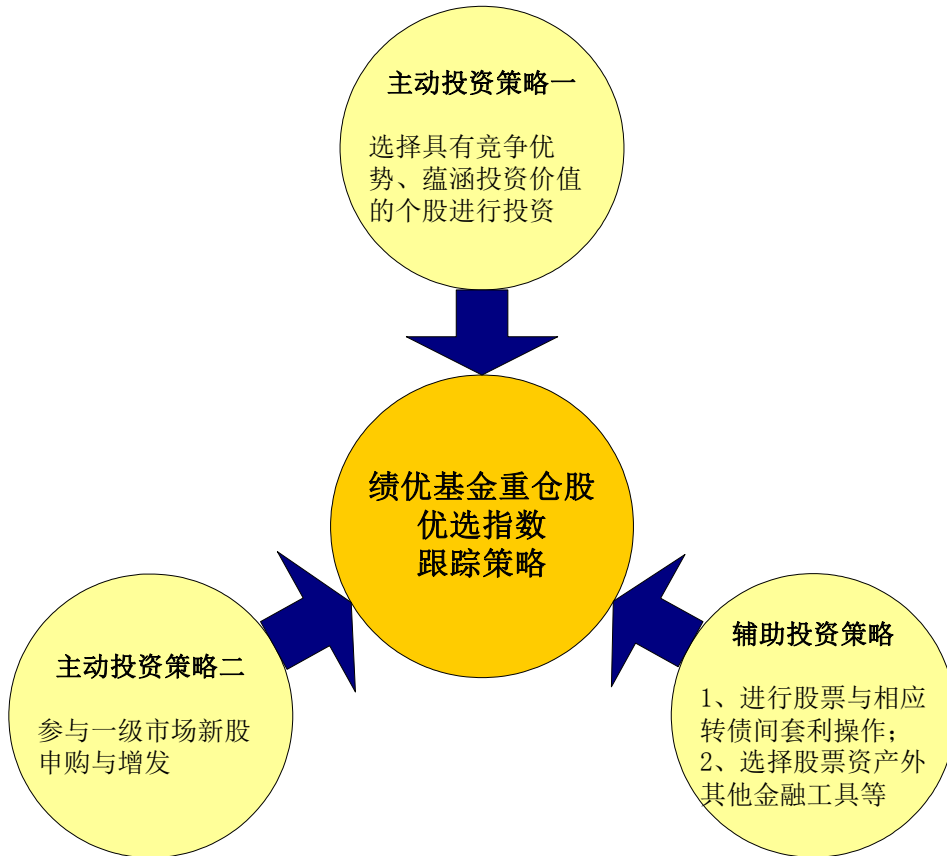 主动投资策略一
选择具有竞争优
势、蕴涵投资价值
的个股进行投资
绩优基金重仓股
优选指数
跟踪策略
主动投资策略二
参与一级市场新股
申购与增发
辅助投资策略
1、进行股票与相应
转债间套利操作；
2、选择股票资产外
其他金融工具等